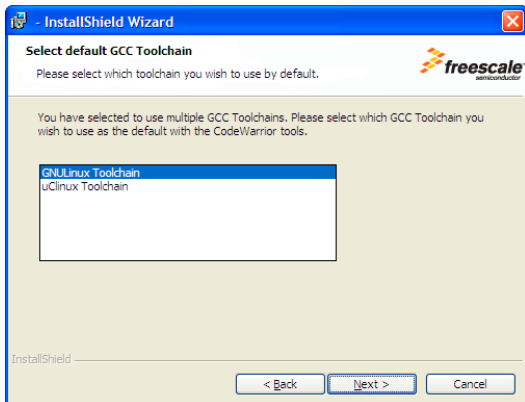 - InstallShield Wizard
Select default GCC Toolchain
Please select which toolchain you wish to use by default.
freescale
semiconductor
You have selected to use multiple GCC Toolchains. Please select which GCC Toolchain you
wish to use as the default with the CodeWarrior tools.
GNULinux Toolchain
uClinux Toolchain
InstallShield
< Back
Next >
Cancel